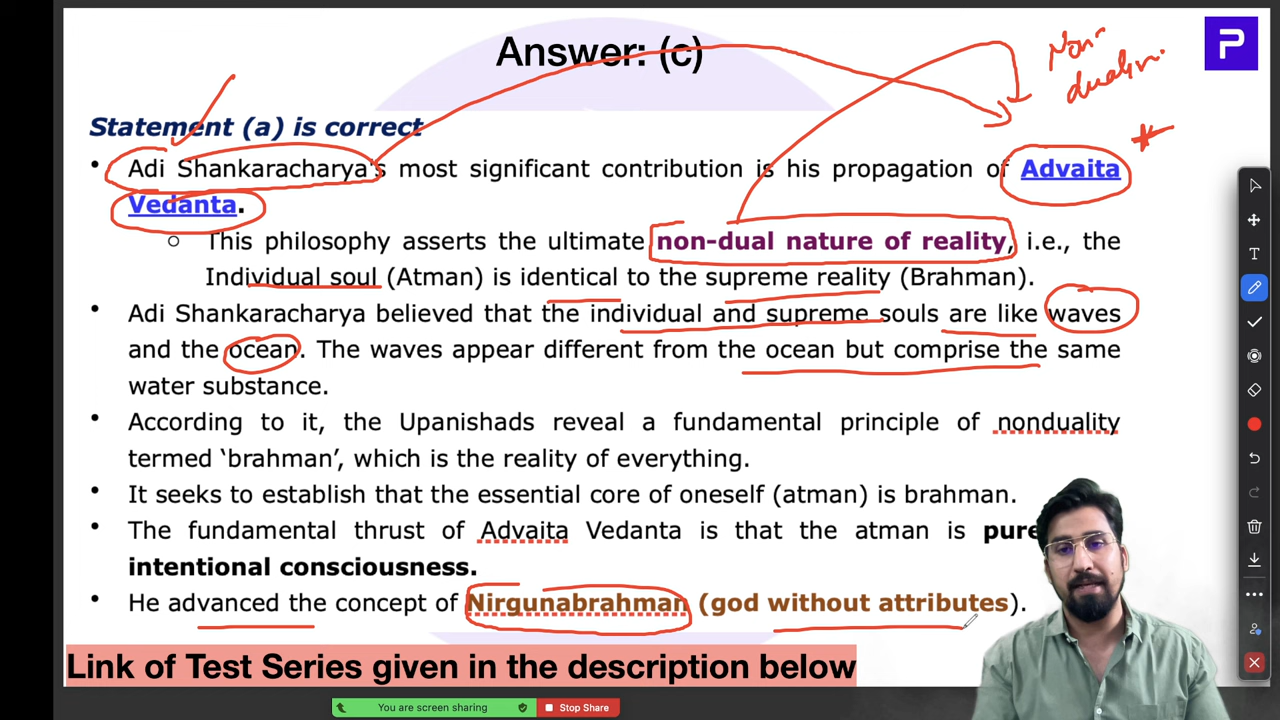 Answer: (c)
Non-
dualism.
P
Statement (a) is correct
• Adi Shankaracharya's most significant contribution is his propagation of Advaita
Vedanta.
○ This philosophy asserts the ultimate non-dual nature of reality, i.e., the
Individual soul (Atman) is identical to the supreme reality (Brahman).
• Adi Shankaracharya believed that the individual and supreme souls are like waves
and the ocean. The waves appear different from the ocean but comprise the same
water substance.
• According to it, the Upanishads reveal a fundamental principle of nonduality
termed ‘brahman’, which is the reality of everything.
• It seeks to establish that the essential core of oneself (atman) is brahman.
• The fundamental thrust of Advaita Vedanta is that the atman is pure
intentional consciousness.
• He advanced the concept of Nirgunabrahman (god without attributes).
Link of Test Series given in the description below
You are screen sharing
Stop Share
T